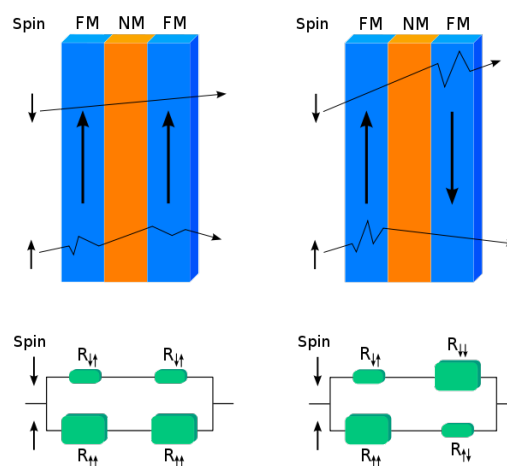 Spin FM NM FM
Spin FM NM FM
Spin R↓↑ R↓↑
R↑↑ R↑↑
Spin R↓↑ R↓↓
R↑↑ R↑↓